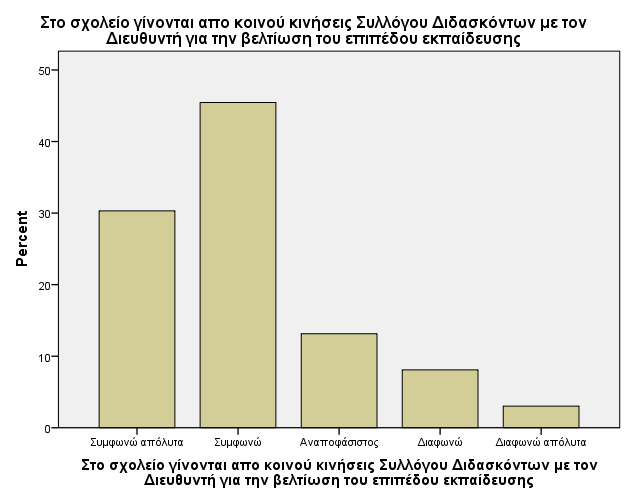 Στο σχολείο γίνονται απο κοινού κινήσεις Συλλόγου Διδασκόντων με τον
Διευθυντή για την βελτίωση του επιπέδου εκπαίδευσης
50
40
30
20
10
0
Percent
Συμφωνώ απόλυτα
Συμφωνώ
Αναποφάσιστος
Διαφωνώ
Διαφωνώ απόλυτα
Στο σχολείο γίνονται απο κοινού κινήσεις Συλλόγου Διδασκόντων με τον
Διευθυντή για την βελτίωση του επιπέδου εκπαίδευσης